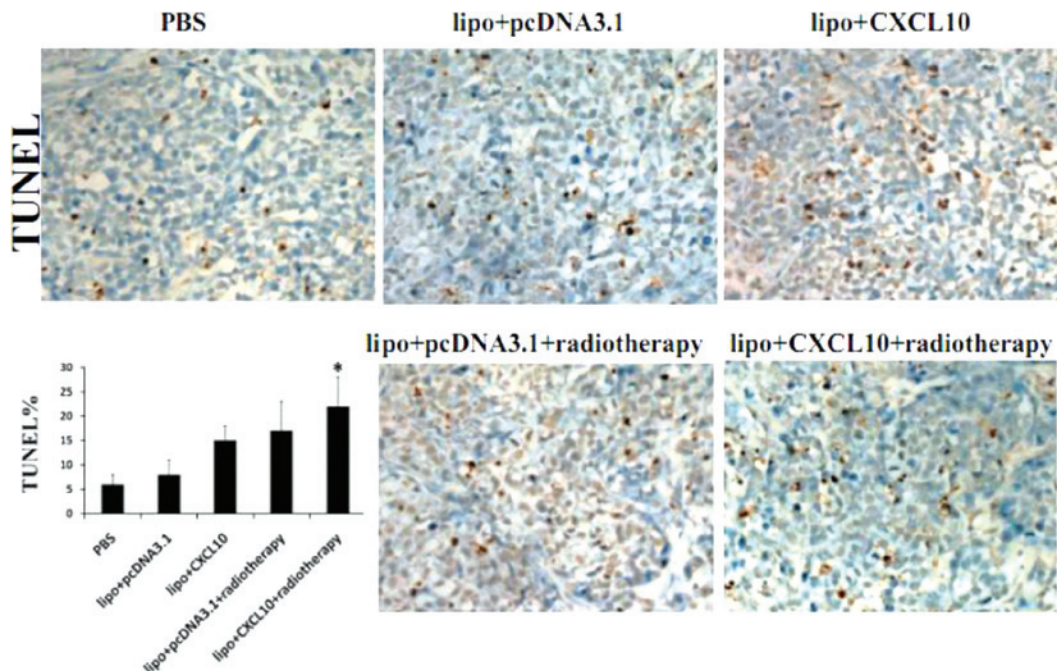 PBS
lipo+pcDNA3.1
lipo+CXCL10
TUNEL
lipo+pcDNA3.1+radiotherapy
lipo+CXCL10+radiotherapy
TUNEL%
30
25
20
15
10
5
0
*
PBS
lipo+pcDNA3.1
lipo+CXCL10
lipo+pcDNA3.1+radiotherapy
lipo+CXCL10+radiotherapy